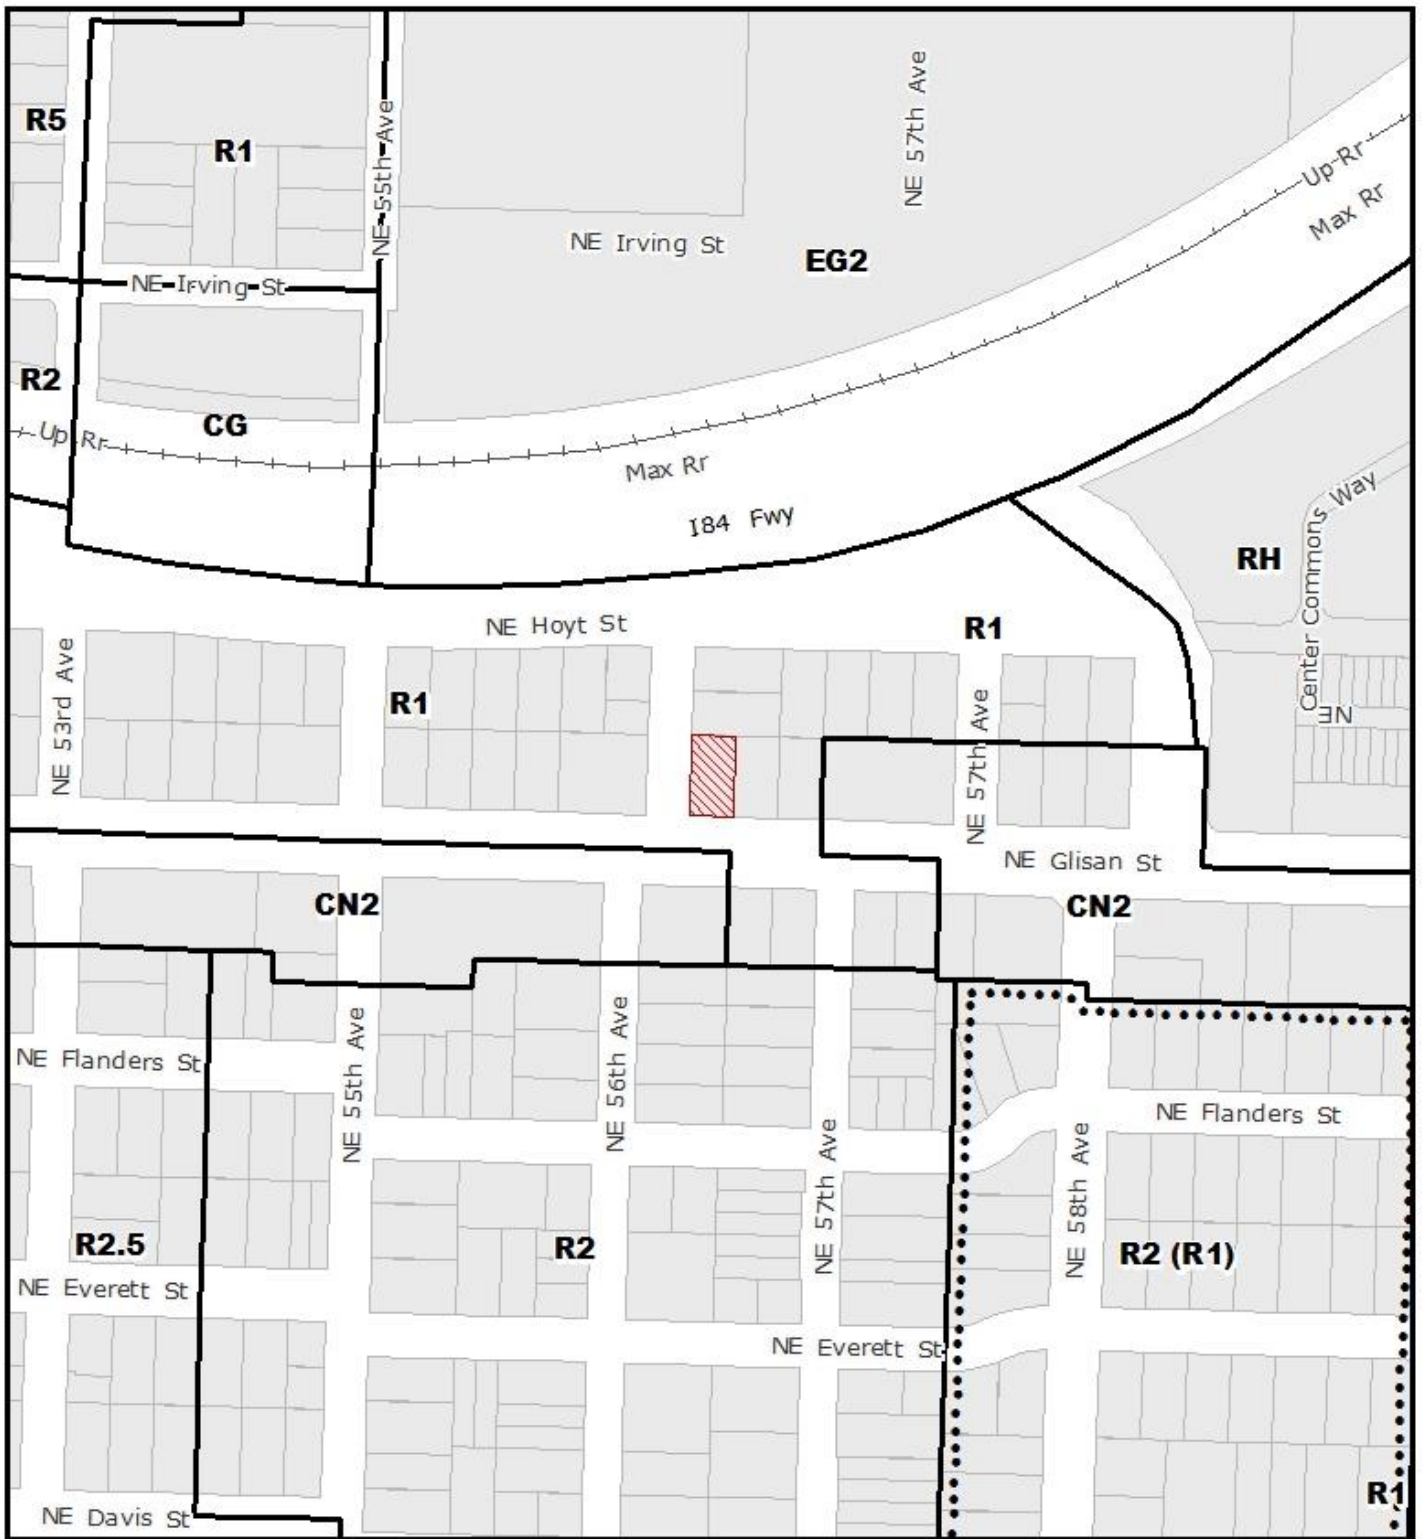 NE 57th Ave
R5
NE 55th Ave
R1
Up Rr
Max Rr
NE Irving St
EG2
NE Irving St
R2
CG
Up Rr
Max Rr
I84 Fwy
NE Center Commons Way
RH
NE Hoyt St
R1
NE 53rd Ave
R1
NE 57th Ave
NE Glisan St
CN2
CN2
NE Flanders St
NE 55th Ave
NE 56th Ave
NE Flanders St
NE 57th Ave
NE 58th Ave
R2.5
R2
R2 (R1)
NE Everett St
NE Everett St
R1
NE Davis St